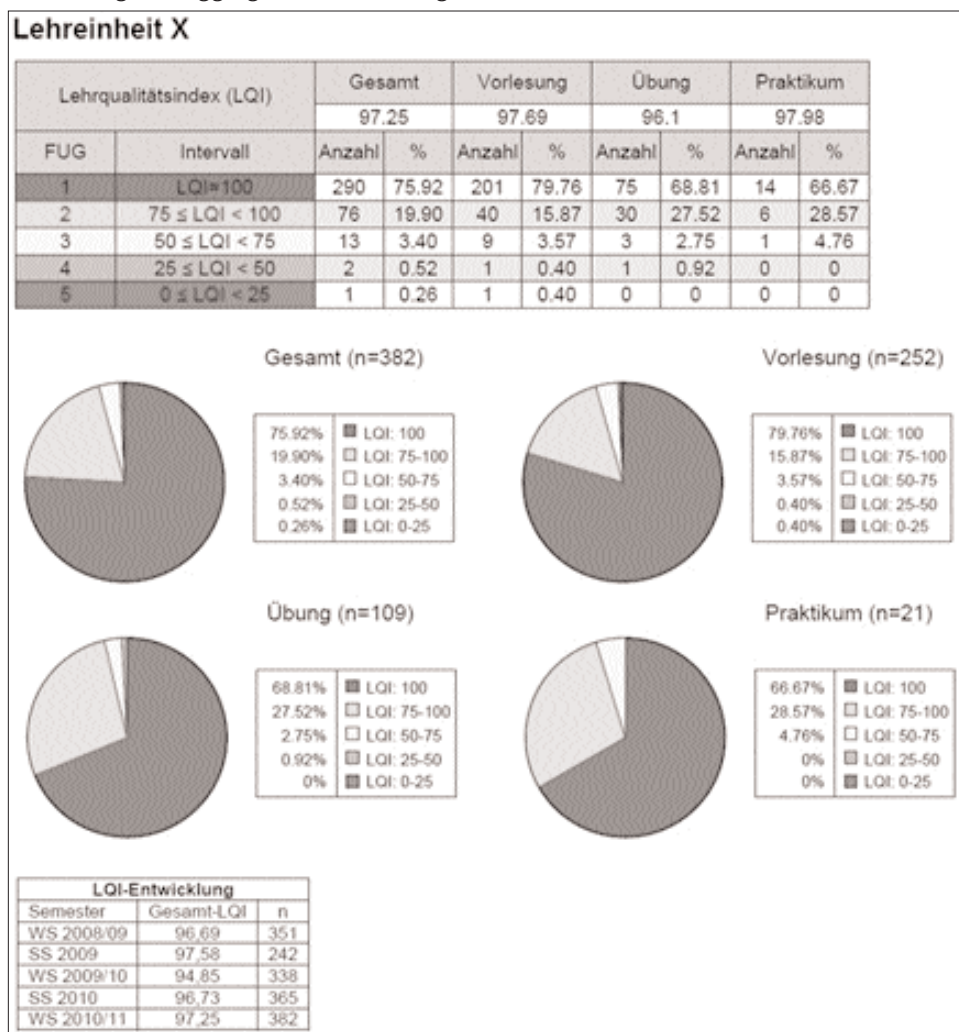 Lehreinheit X
Lehrqualitätsindex (LQI) Gesamt Vorlesung Übung Praktikum
97.25 97.69 96.1 97.98
FUG Intervall Anzahl % Anzahl % Anzahl % Anzahl %
1 LQI=100 290 75.92 201 79.76 75 68.81 14 66.67
2 75 ≤ LQI < 100 76 19.90 40 15.87 30 27.52 6 28.57
3 50 ≤ LQI < 75 13 3.40 9 3.57 3 2.75 1 4.76
4 25 ≤ LQI < 50 2 0.52 1 0.40 1 0.92 0 0
5 0 ≤ LQI < 25 1 0.26 1 0.40 0 0 0 0
Gesamt (n=382)
75.92% LQI: 100
19.90% LQI: 75-100
3.40% LQI: 50-75
0.52% LQI: 25-50
0.26% LQI: 0-25
Vorlesung (n=252)
79.76% LQI: 100
15.87% LQI: 75-100
3.57% LQI: 50-75
0.40% LQI: 25-50
0.40% LQI: 0-25
Übung (n=109)
68.81% LQI: 100
27.52% LQI: 75-100
2.75% LQI: 50-75
0.92% LQI: 25-50
0% LQI: 0-25
Praktikum (n=21)
66.67% LQI: 100
28.57% LQI: 75-100
4.76% LQI: 50-75
0% LQI: 25-50
0% LQI: 0-25
LQI-Entwicklung
Semester Gesamt-LQI n
WS 2008/09 96,69 351
SS 2009 97,58 242
WS 2009/10 94,85 338
SS 2010 96,73 365
WS 2010/11 97,25 382